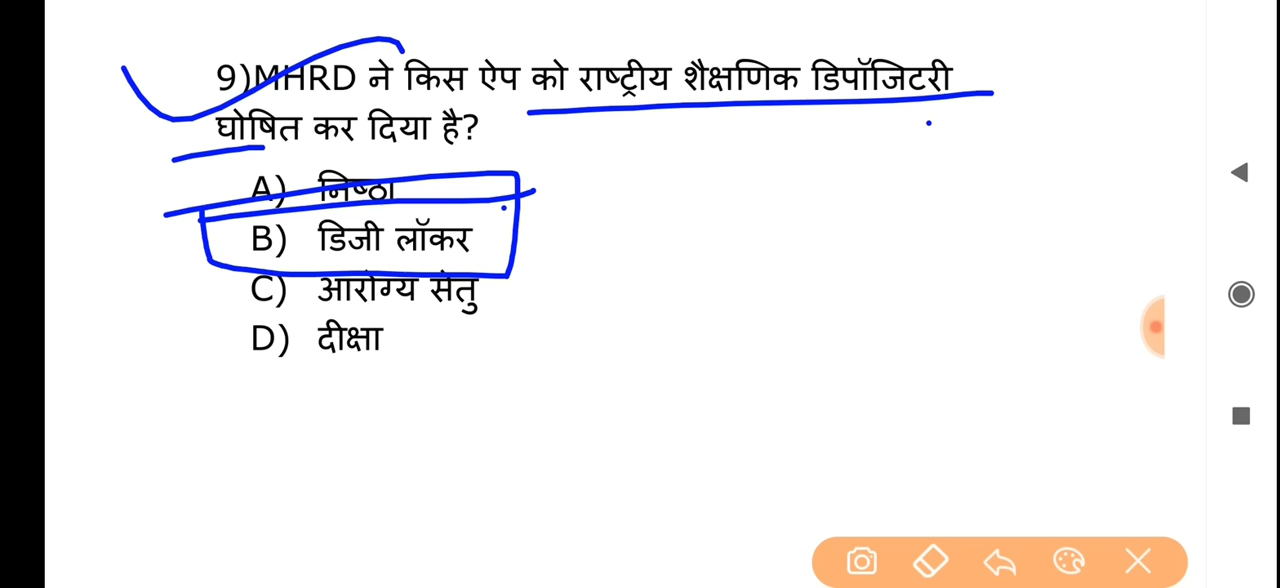 9)MHRD ने किस ऐप को राष्ट्रीय शैक्षणिक डिपॉजिटरी
घोषित कर दिया है?
A) निष्ठा
B) डिजी लॉकर
C) आरोग्य सेतु
D) दीक्षा